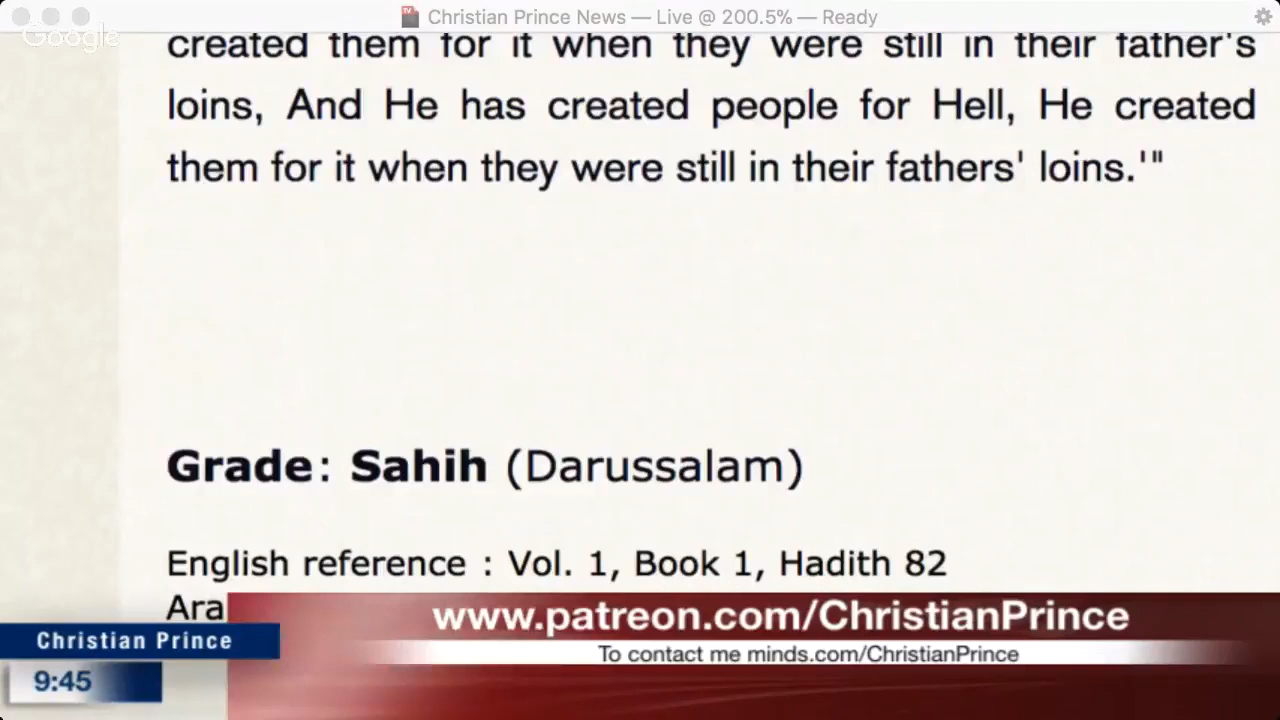 Christian Prince News — Live @ 200.5% — Ready
Google
created them for it when they were still in their father's
loins, And He has created people for Hell, He created
them for it when they were still in their fathers' loins.'"
Grade: Sahih (Darussalam)
English reference : Vol. 1, Book 1, Hadith 82
Ara
www.patreon.com/ChristianPrince
Christian Prince
To contact me minds.com/ChristianPrince
9:45